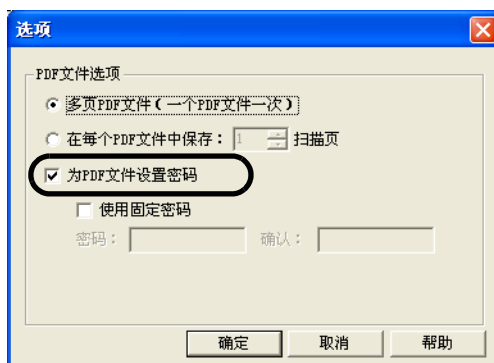 选项
PDF文件选项
多页PDF文件(一个PDF文件一次)
在每个PDF文件中保存: 1 扫描页
为PDF文件设置密码
使用固定密码
密码: 确认:
确定 取消 帮助